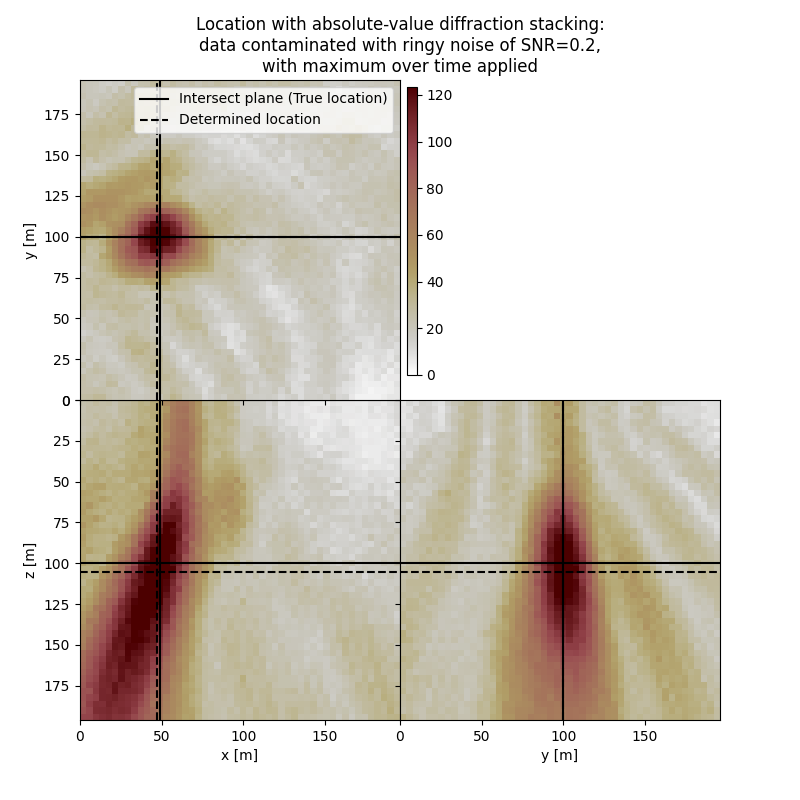 Location with absolute-value diffraction stacking:
data contaminated with ringy noise of SNR=0.2,
with maximum over time applied
Intersect plane (True location)
Determined location
y [m]
175
150
125
100
75
50
25
0
120
100
80
60
40
20
0
z [m]
0
25
50
75
100
125
150
175
0 50 100 150
x [m]
0 50 100 150
y [m]